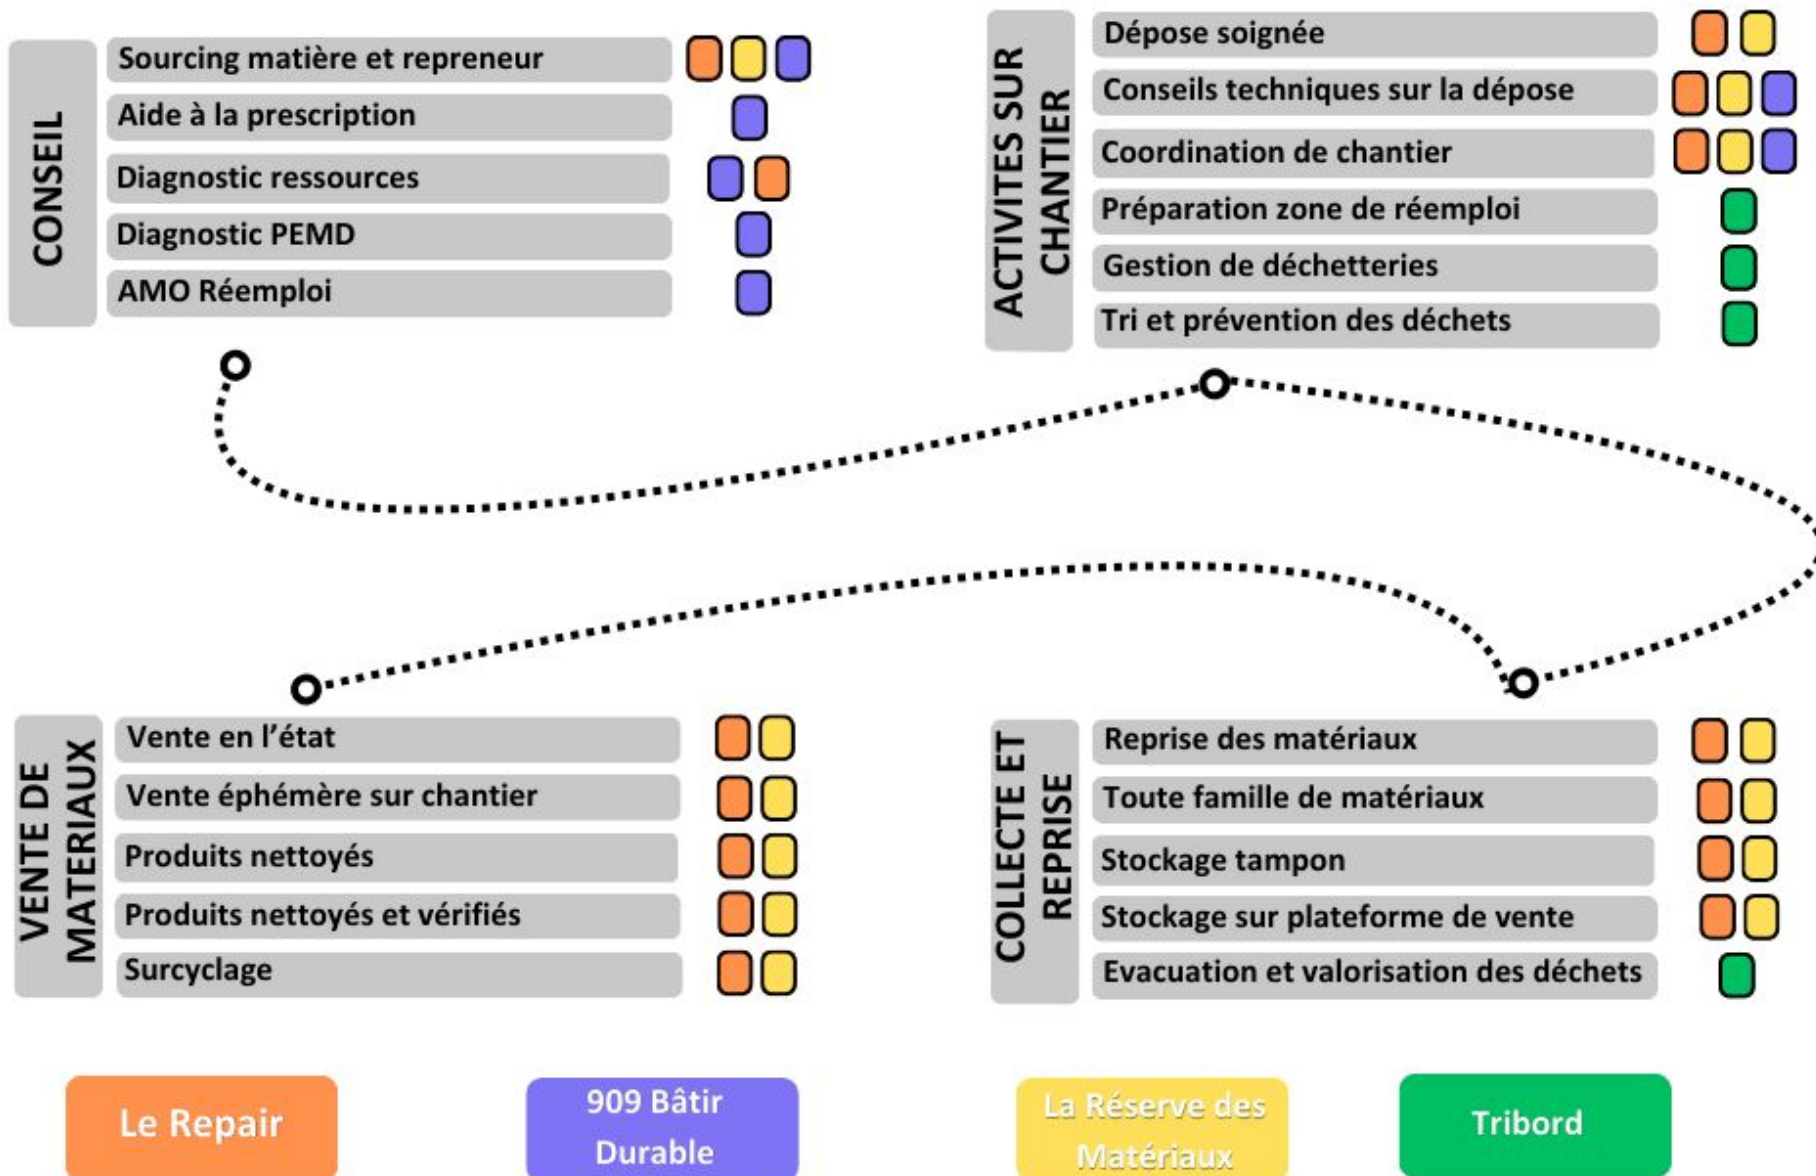 CONSEIL
Sourcing matière et repreneur
Aide à la prescription
Diagnostic ressources
Diagnostic PEMD
AMO Réemploi
ACTIVITES SUR
CHANTIER
Dépose soignée
Conseils techniques sur la dépose
Coordination de chantier
Préparation zone de réemploi
Gestion de déchetteries
Tri et prévention des déchets
VENTE DE
MATERIAUX
Vente en l’état
Vente éphémère sur chantier
Produits nettoyés
Produits nettoyés et vérifiés
Surcyclage
COLLECTE ET
REPRISE
Reprise des matériaux
Toute famille de matériaux
Stockage tampon
Stockage sur plateforme de vente
Evacuation et valorisation des déchets
Le Repair
909 Bâtir
Durable
La Réserve des
Matériaux
Tribord